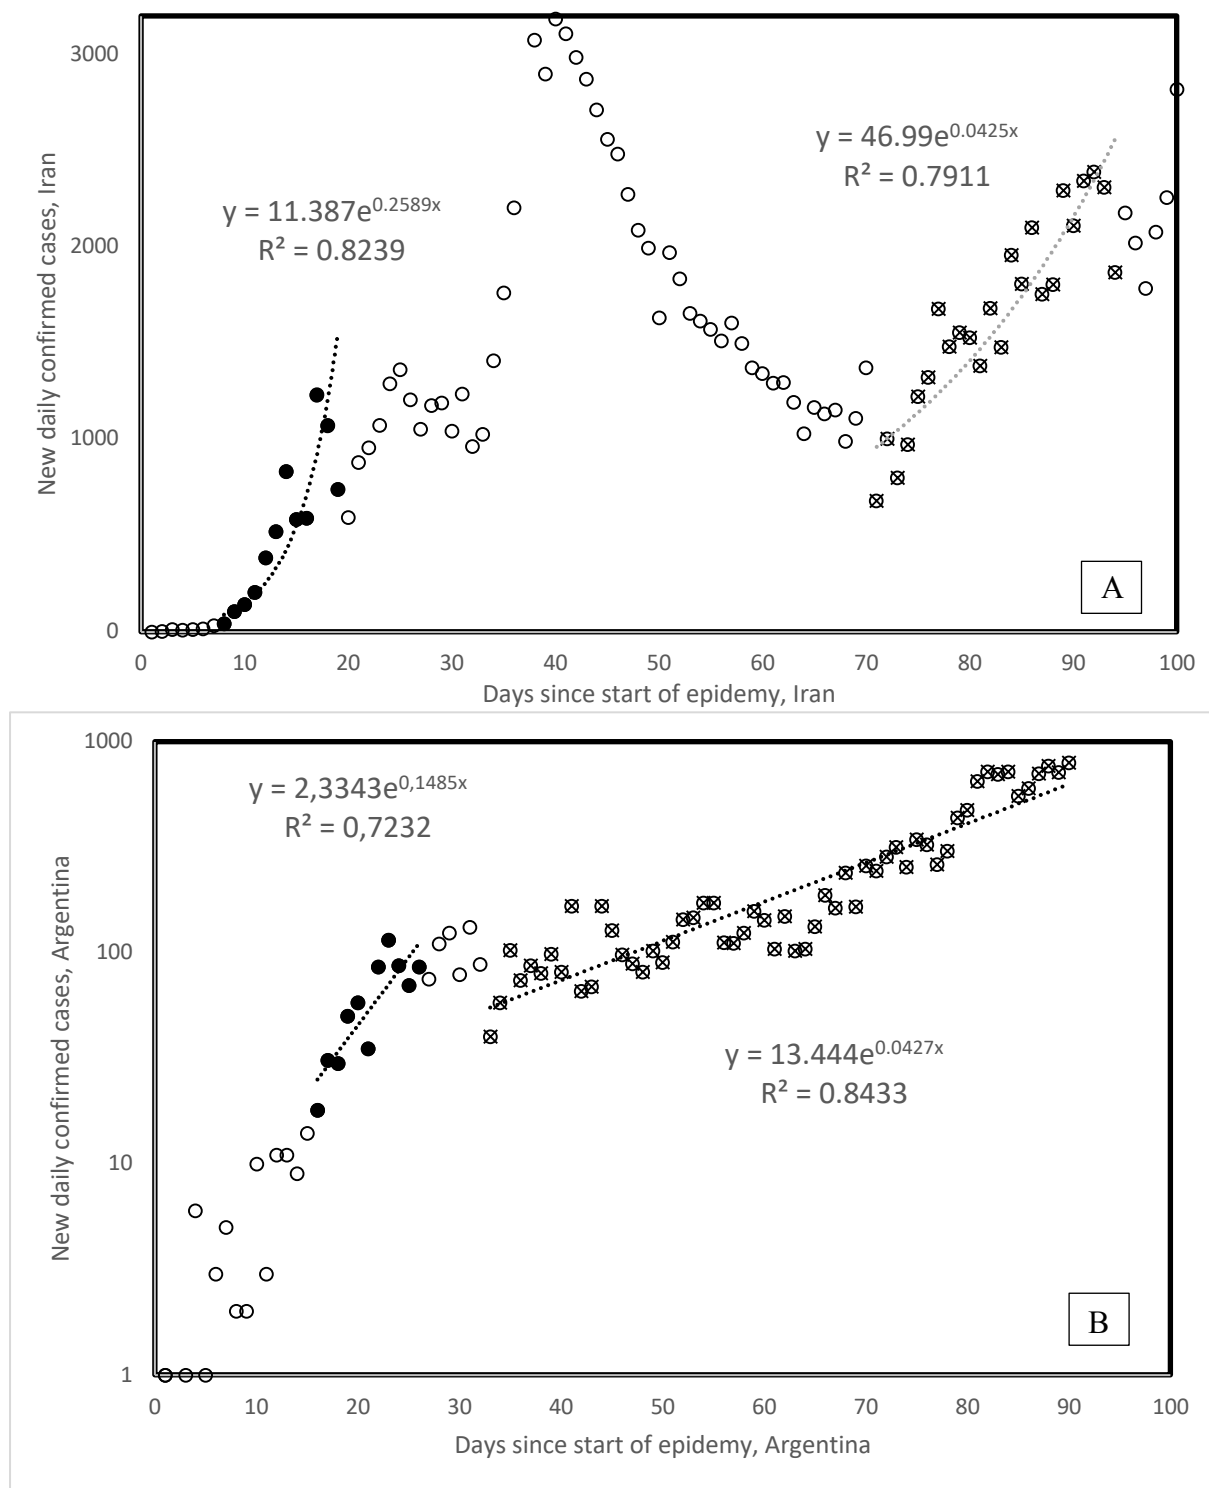 3000
2000
1000
0
New daily confirmed cases, Iran
y = 46.99e^0.0425x
R² = 0.7911
y = 11.387e^0.2589x
R² = 0.8239
A
0 10 20 30 40 50 60 70 80 90 100
Days since start of epidemy, Iran
1000
100
10
1
New daily confirmed cases, Argentina
y = 2,3343e^0,1485x
R² = 0,7232
y = 13.444e^0.0427x
R² = 0.8433
B
0 10 20 30 40 50 60 70 80 90 100
Days since start of epidemy, Argentina